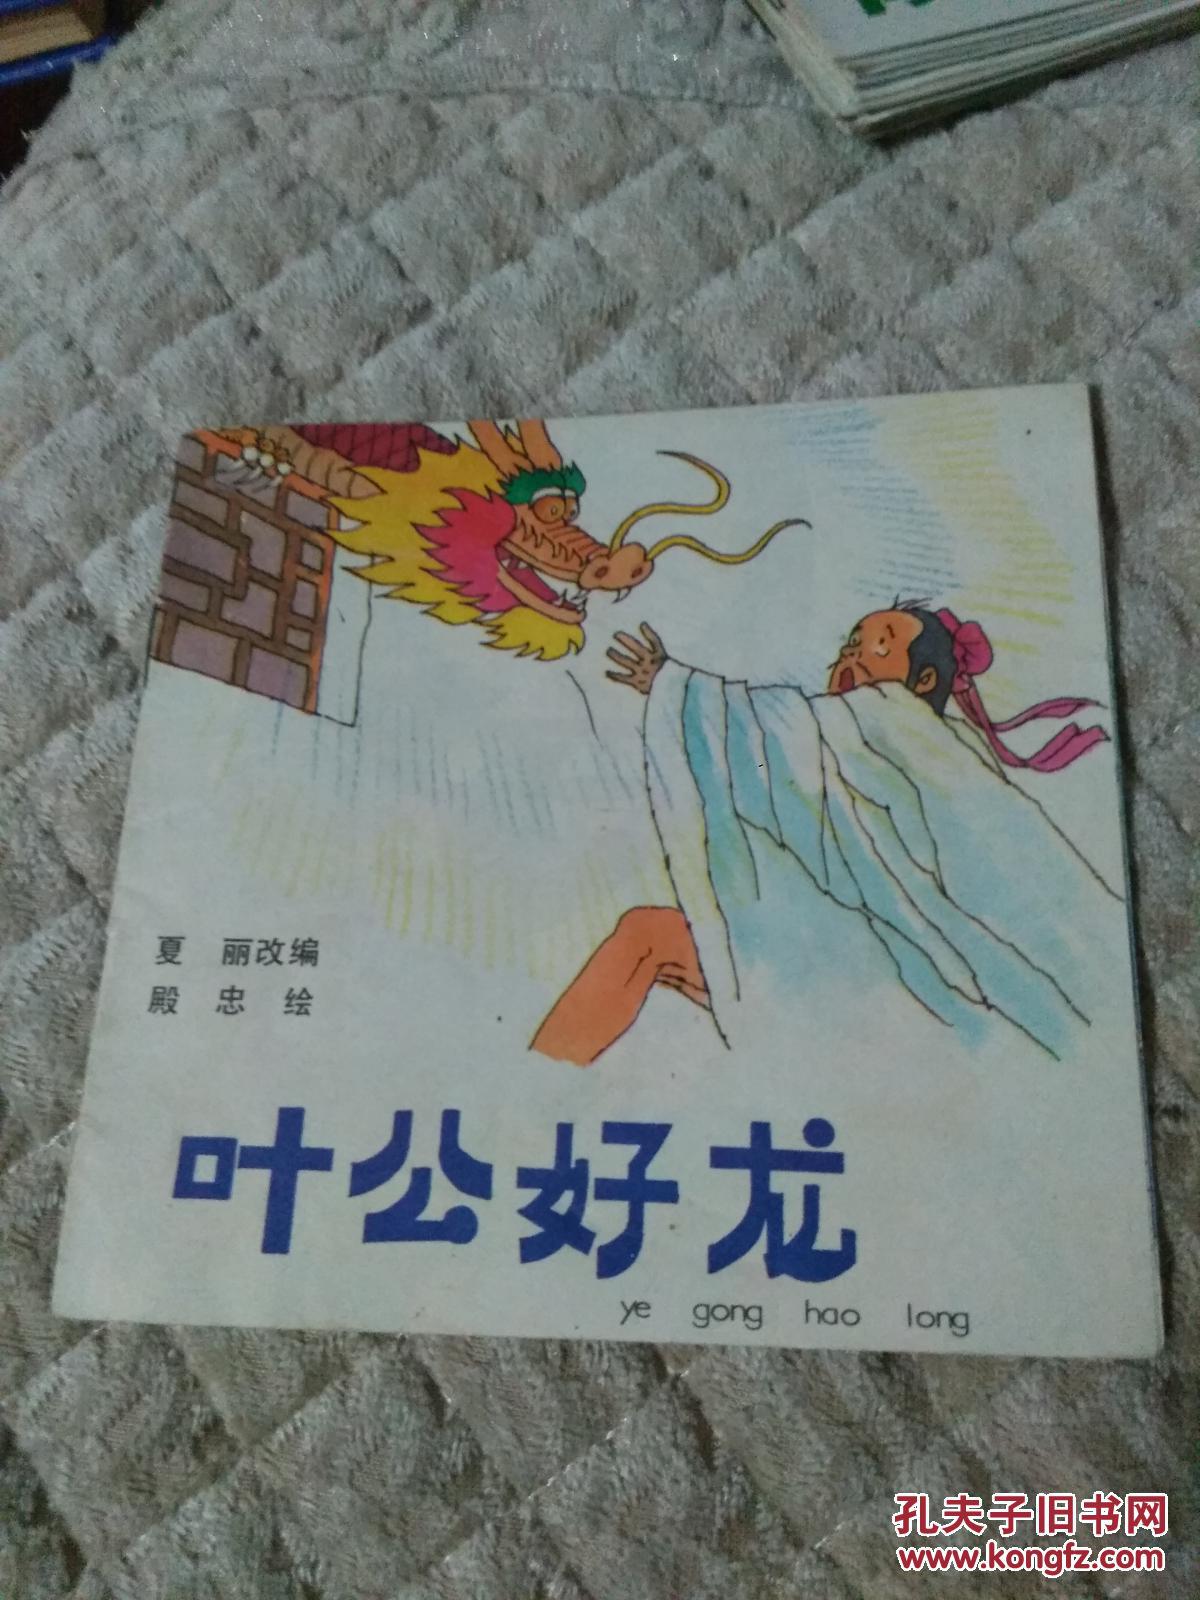 夏 丽改编
殿 忠 绘
叶公好龙
ye gong hao long
孔夫子旧书网
www.kongfz.com